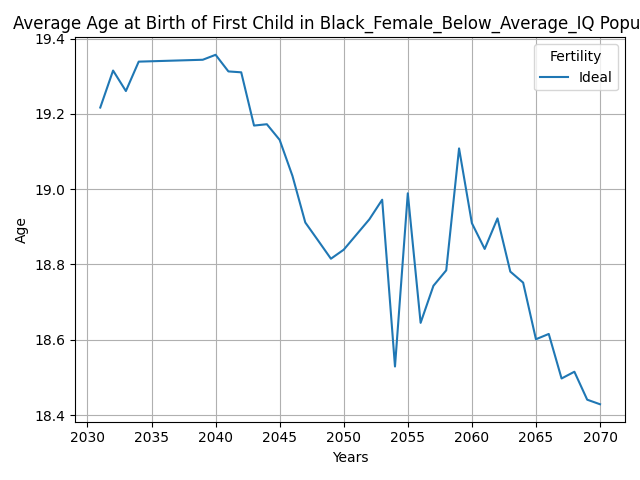 Average Age at Birth of First Child in Black_Female_Below_Average_IQ Popu
19.4
19.2
19.0
18.8
18.6
18.4
Age
Fertility
Ideal
2030 2035 2040 2045 2050 2055 2060 2065 2070
Years